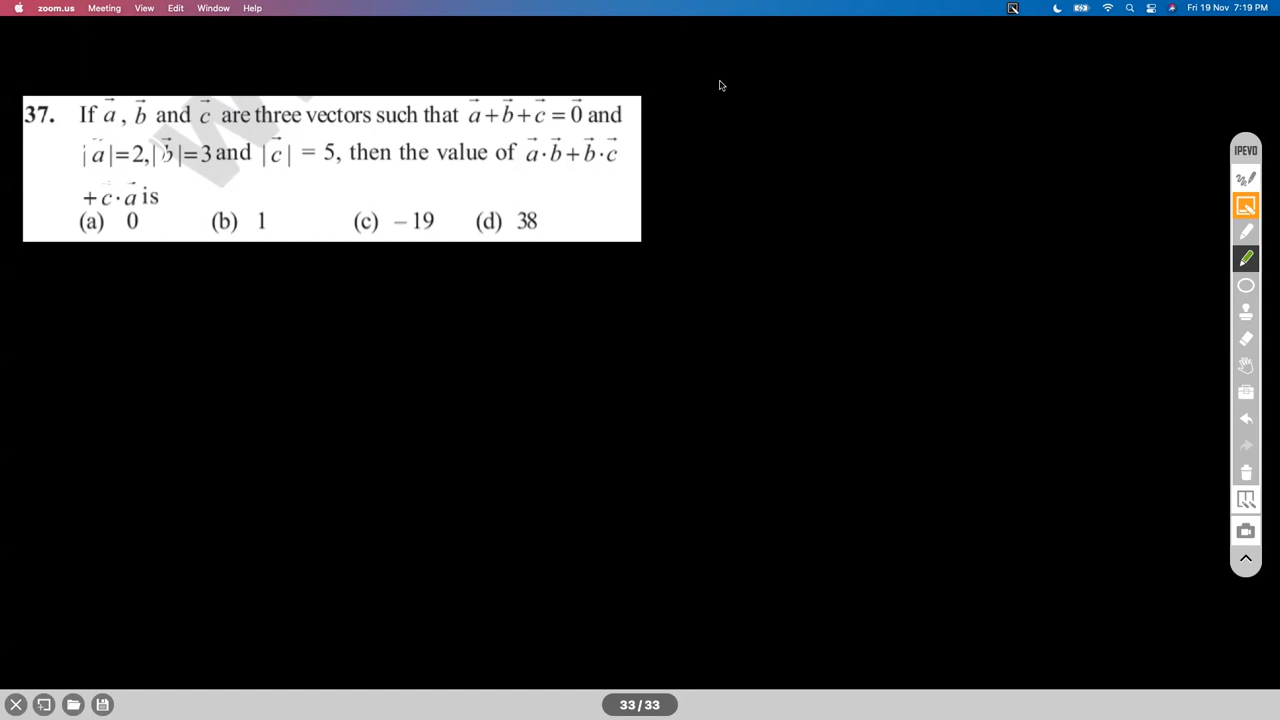 zoom.us Meeting View Edit Window Help Fri 19 Nov 7:19 PM
37. If a⃗, b⃗ and c⃗ are three vectors such that a⃗+b⃗+c⃗ = 0⃗ and
|a⃗|=2,|b⃗|=3 and |c⃗| = 5, then the value of a⃗·b⃗+b⃗·c⃗
+c·a⃗ is
(a) 0 (b) 1 (c) – 19 (d) 38
IPEVO
33 / 33